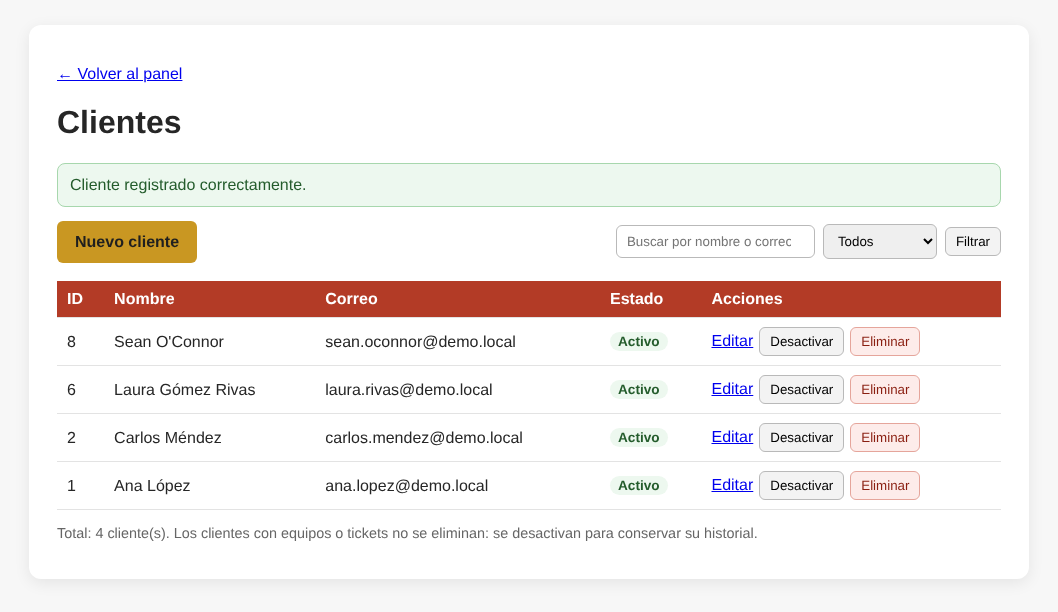 ← Volver al panel
Clientes
Cliente registrado correctamente.
Nuevo cliente
Buscar por nombre o correc
Todos
Filtrar
ID Nombre Correo Estado Acciones
8 Sean O'Connor sean.oconnor@demo.local Activo Editar Desactivar Eliminar
6 Laura Gómez Rivas laura.rivas@demo.local Activo Editar Desactivar Eliminar
2 Carlos Méndez carlos.mendez@demo.local Activo Editar Desactivar Eliminar
1 Ana López ana.lopez@demo.local Activo Editar Desactivar Eliminar
Total: 4 cliente(s). Los clientes con equipos o tickets no se eliminan: se desactivan para conservar su historial.